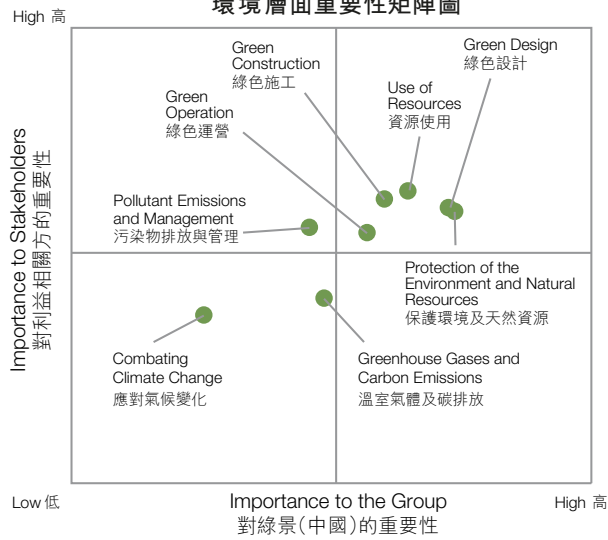 環境層面重要性矩陣圖
High 高
Green
Construction
綠色施工
Green Design
綠色設計
Green
Operation
綠色運營
Use of
Resources
資源使用
Pollutant Emissions
and Management
污染物排放與管理
Importance to Stakeholders
對利益相關方的重要性
Protection of the
Environment and Natural
Resources
保護環境及天然資源
Combating
Climate Change
應對氣候變化
Greenhouse Gases and
Carbon Emissions
溫室氣體及碳排放
Low 低
Importance to the Group
對綠景(中國)的重要性
High 高